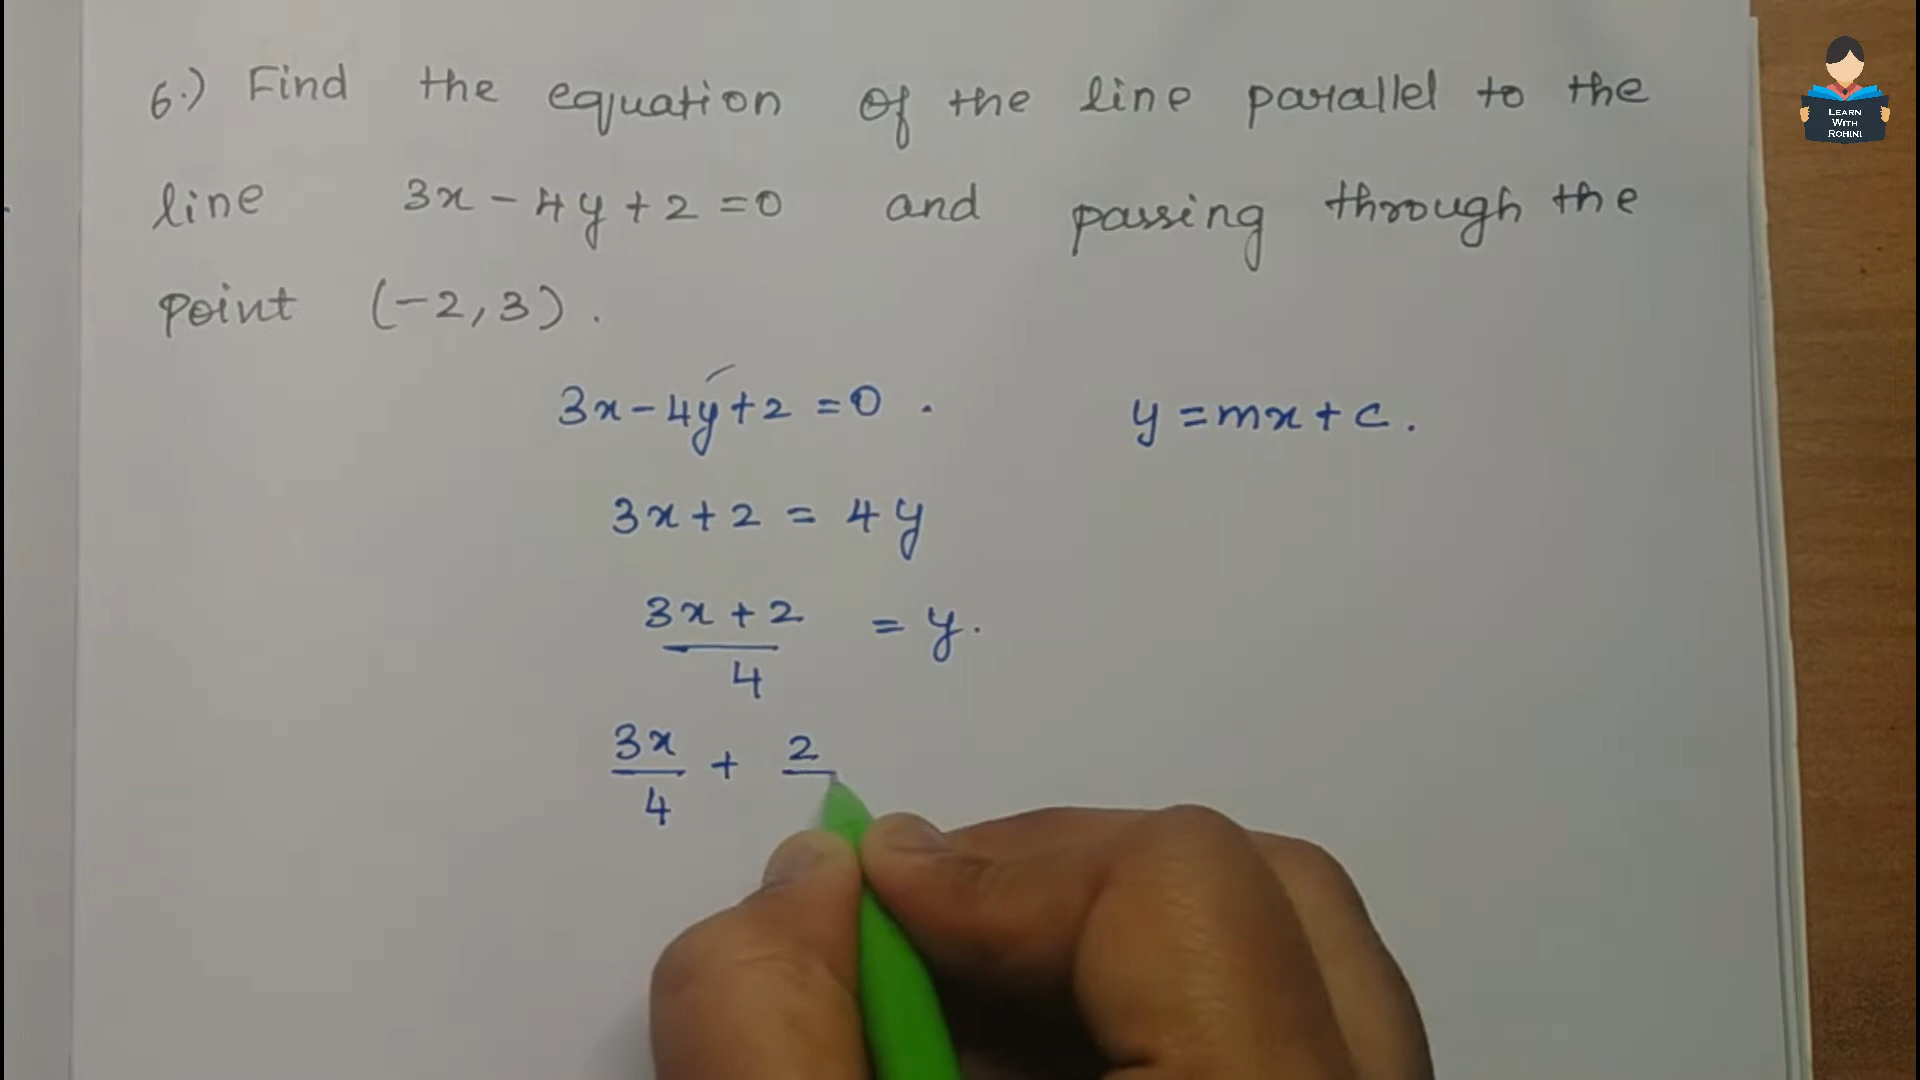 6.) Find the equation of the line parallel to the
line 3x - 4y + 2 = 0 and passing through the
point (-2, 3).
3x - 4y + 2 = 0 .
y = mx + c .
3x + 2 = 4y
3x + 2 / 4 = y.
3x / 4 + 2
LEARN
WITH
ROHINI